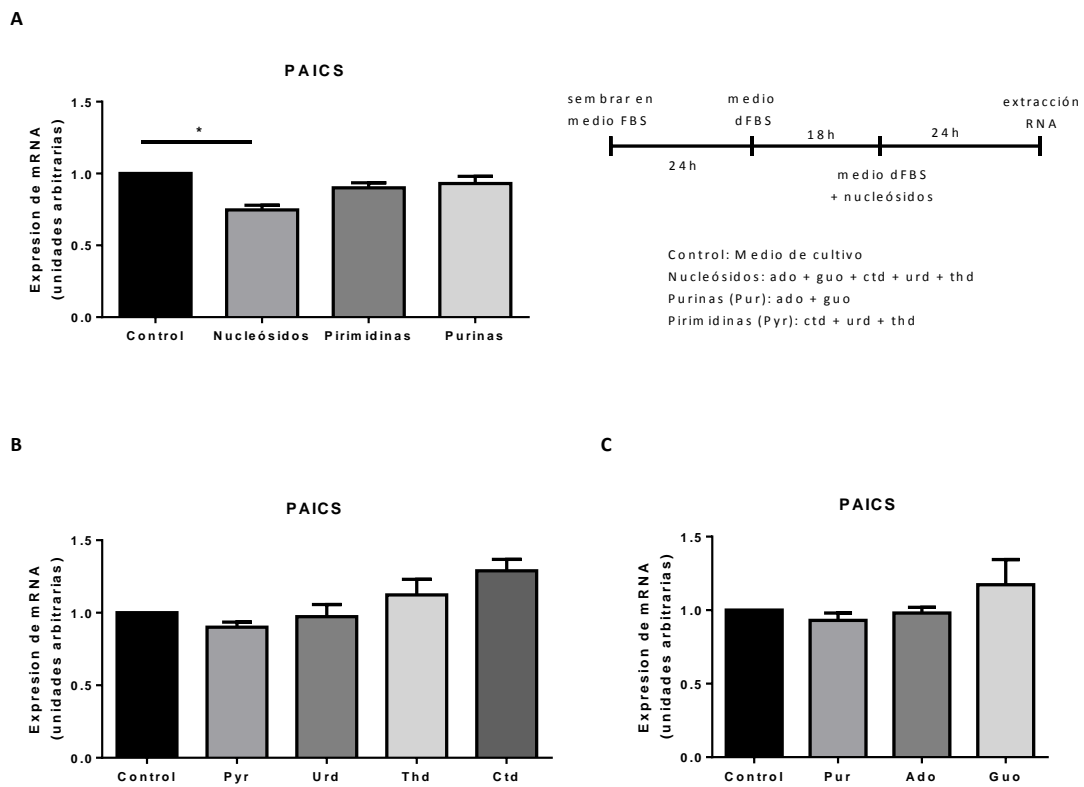 A
PAICS
Expresion de mRNA
(unidades arbitrarias)
1.5
1.0
0.5
0.0
*
Control Nucleósidos Pirimidinas Purinas
sembrar en
medio FBS
medio
dFBS
extracción
RNA
24h
18h
24h
medio dFBS
+ nucleósidos
Control: Medio de cultivo
Nucleósidos: ado + guo + ctd + urd + thd
Purinas (Pur): ado + guo
Pirimidinas (Pyr): ctd + urd + thd
B
PAICS
Expresion de mRNA
(unidades arbitrarias)
1.5
1.0
0.5
0.0
Control Pyr Urd Thd Ctd
C
PAICS
Expresion de mRNA
(unidades arbitrarias)
1.5
1.0
0.5
0.0
Control Pur Ado Guo